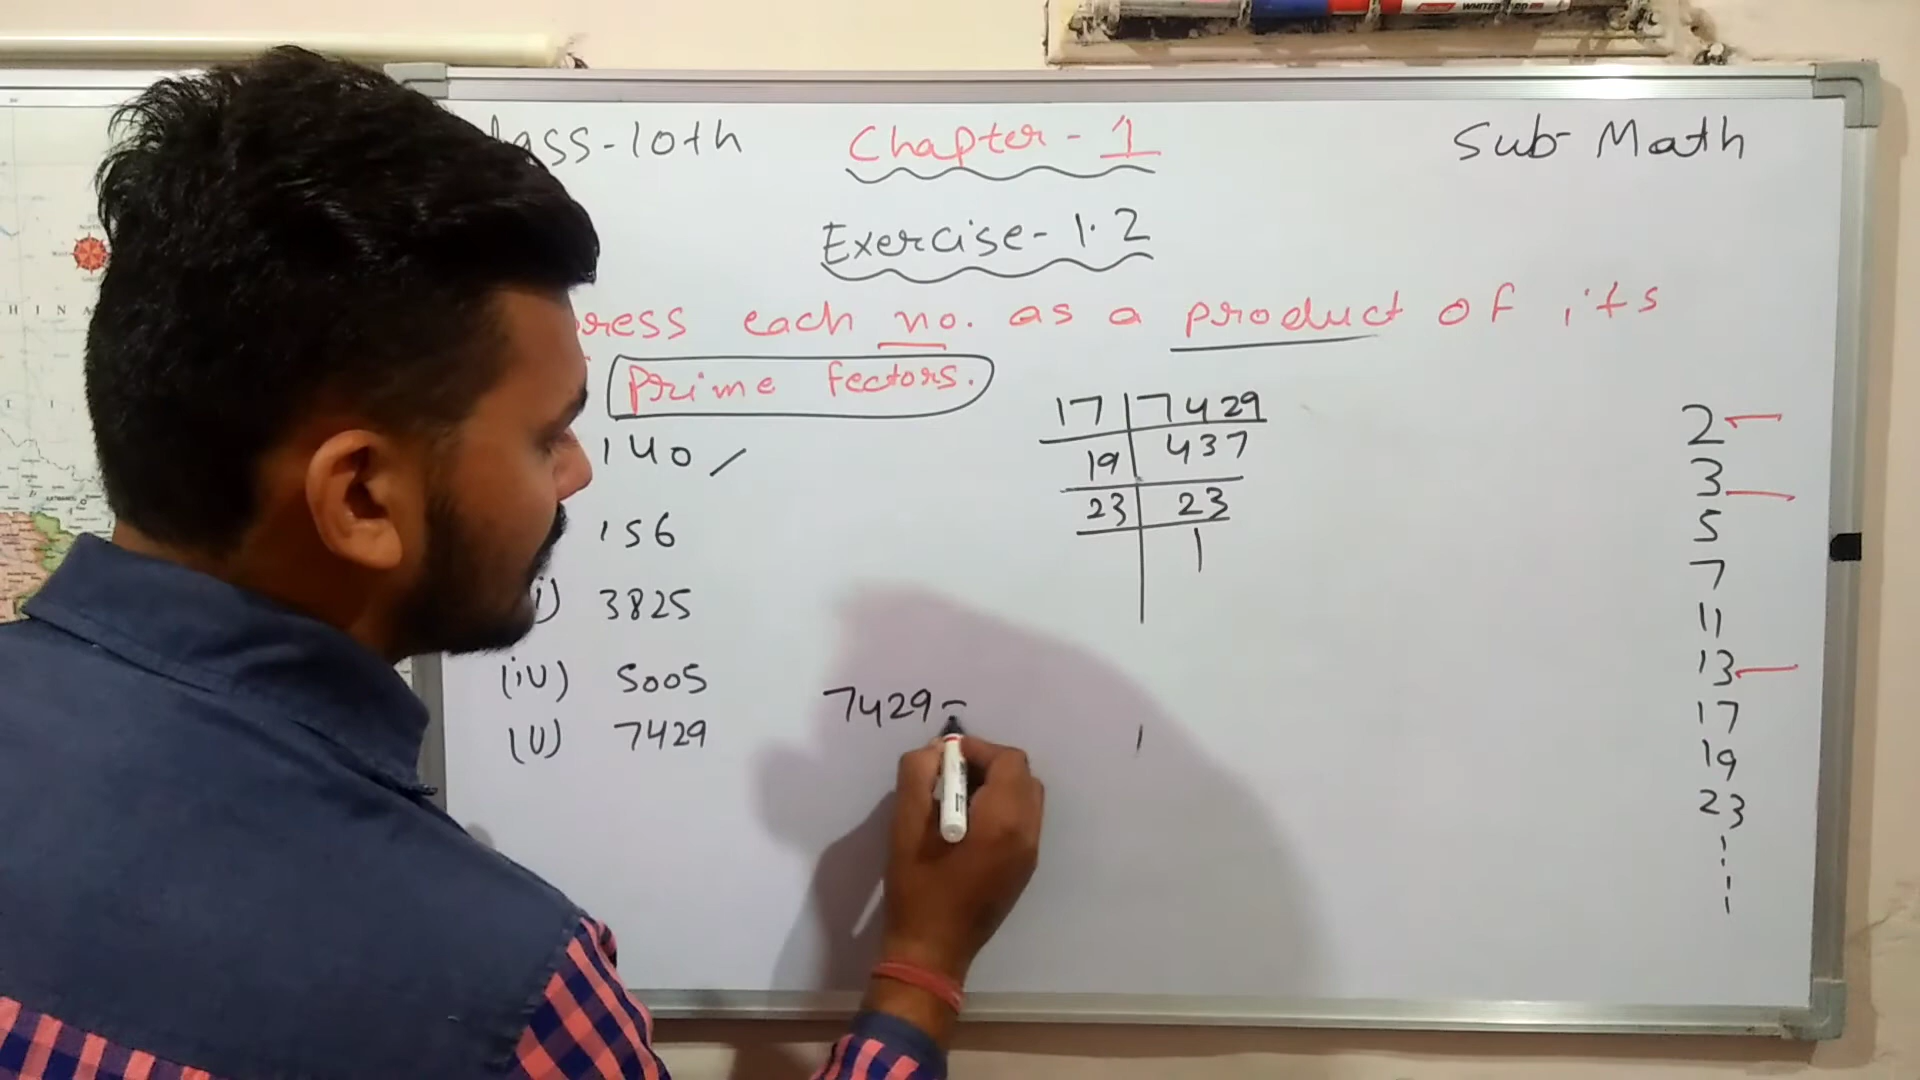 lass-10th Chapter-1 Sub-Math
Exercise-1.2
ress each no. as a product of its
Prime fectors.
140
156
i) 3825
(iv) 5005
(v) 7429
17 7429
19 437
23 23
1
7429=
2
3
5
7
11
13
17
19
23